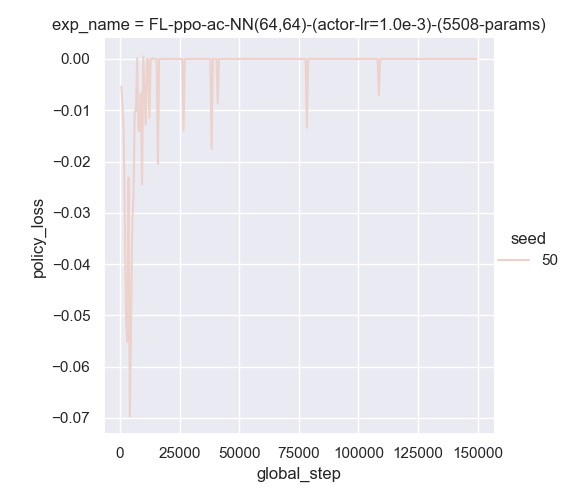 exp_name = FL-ppo-ac-NN(64,64)-(actor-lr=1.0e-3)-(5508-params)
0.00
−0.01
−0.02
−0.03
−0.04
−0.05
−0.06
−0.07
policy_loss
0 25000 50000 75000 100000 125000 150000
global_step
seed
50